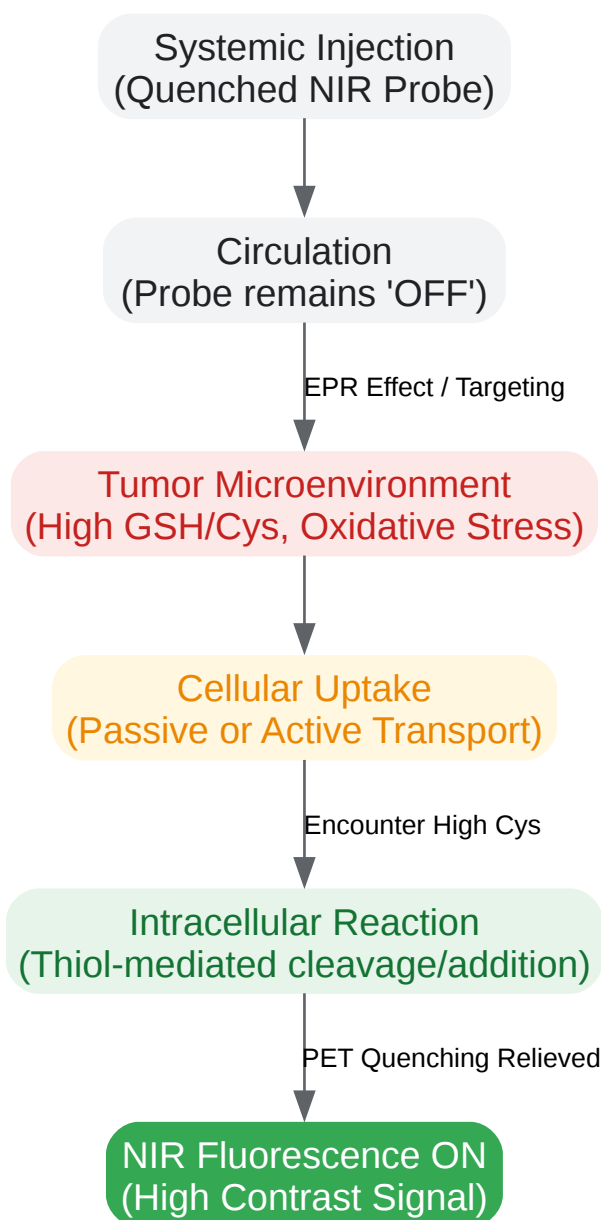 Systemic Injection
(Quenched NIR Probe)
Circulation
(Probe remains 'OFF')
EPR Effect / Targeting
Tumor Microenvironment
(High GSH/Cys, Oxidative Stress)
Cellular Uptake
(Passive or Active Transport)
Encounter High Cys
Intracellular Reaction
(Thiol-mediated cleavage/addition)
PET Quenching Relieved
NIR Fluorescence ON
(High Contrast Signal)